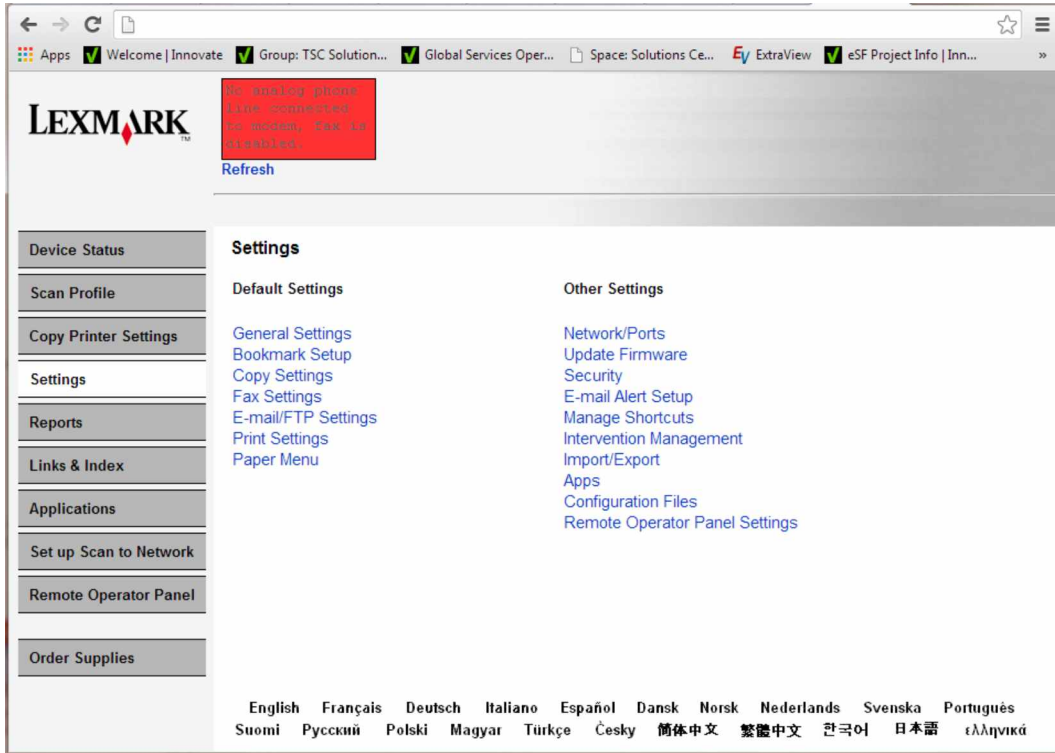 Apps Welcome | Innovate Group: TSC Solution... Global Services Oper... Space: Solutions Ce... EV ExtraView eSF Project Info | Inn... »
LEXMARK™
No analog phone
line connected
to modem, fax is
disabled.
Refresh
Device Status
Scan Profile
Copy Printer Settings
Settings
Reports
Links & Index
Applications
Set up Scan to Network
Remote Operator Panel
Order Supplies
Settings
Default Settings
General Settings
Bookmark Setup
Copy Settings
Fax Settings
E-mail/FTP Settings
Print Settings
Paper Menu
Other Settings
Network/Ports
Update Firmware
Security
E-mail Alert Setup
Manage Shortcuts
Intervention Management
Import/Export
Apps
Configuration Files
Remote Operator Panel Settings
English Français Deutsch Italiano Español Dansk Norsk Nederlands Svenska Português
Suomi Русский Polski Magyar Türkçe Česky 简体中文 繁體中文 한국어 日本語 ελληνικά